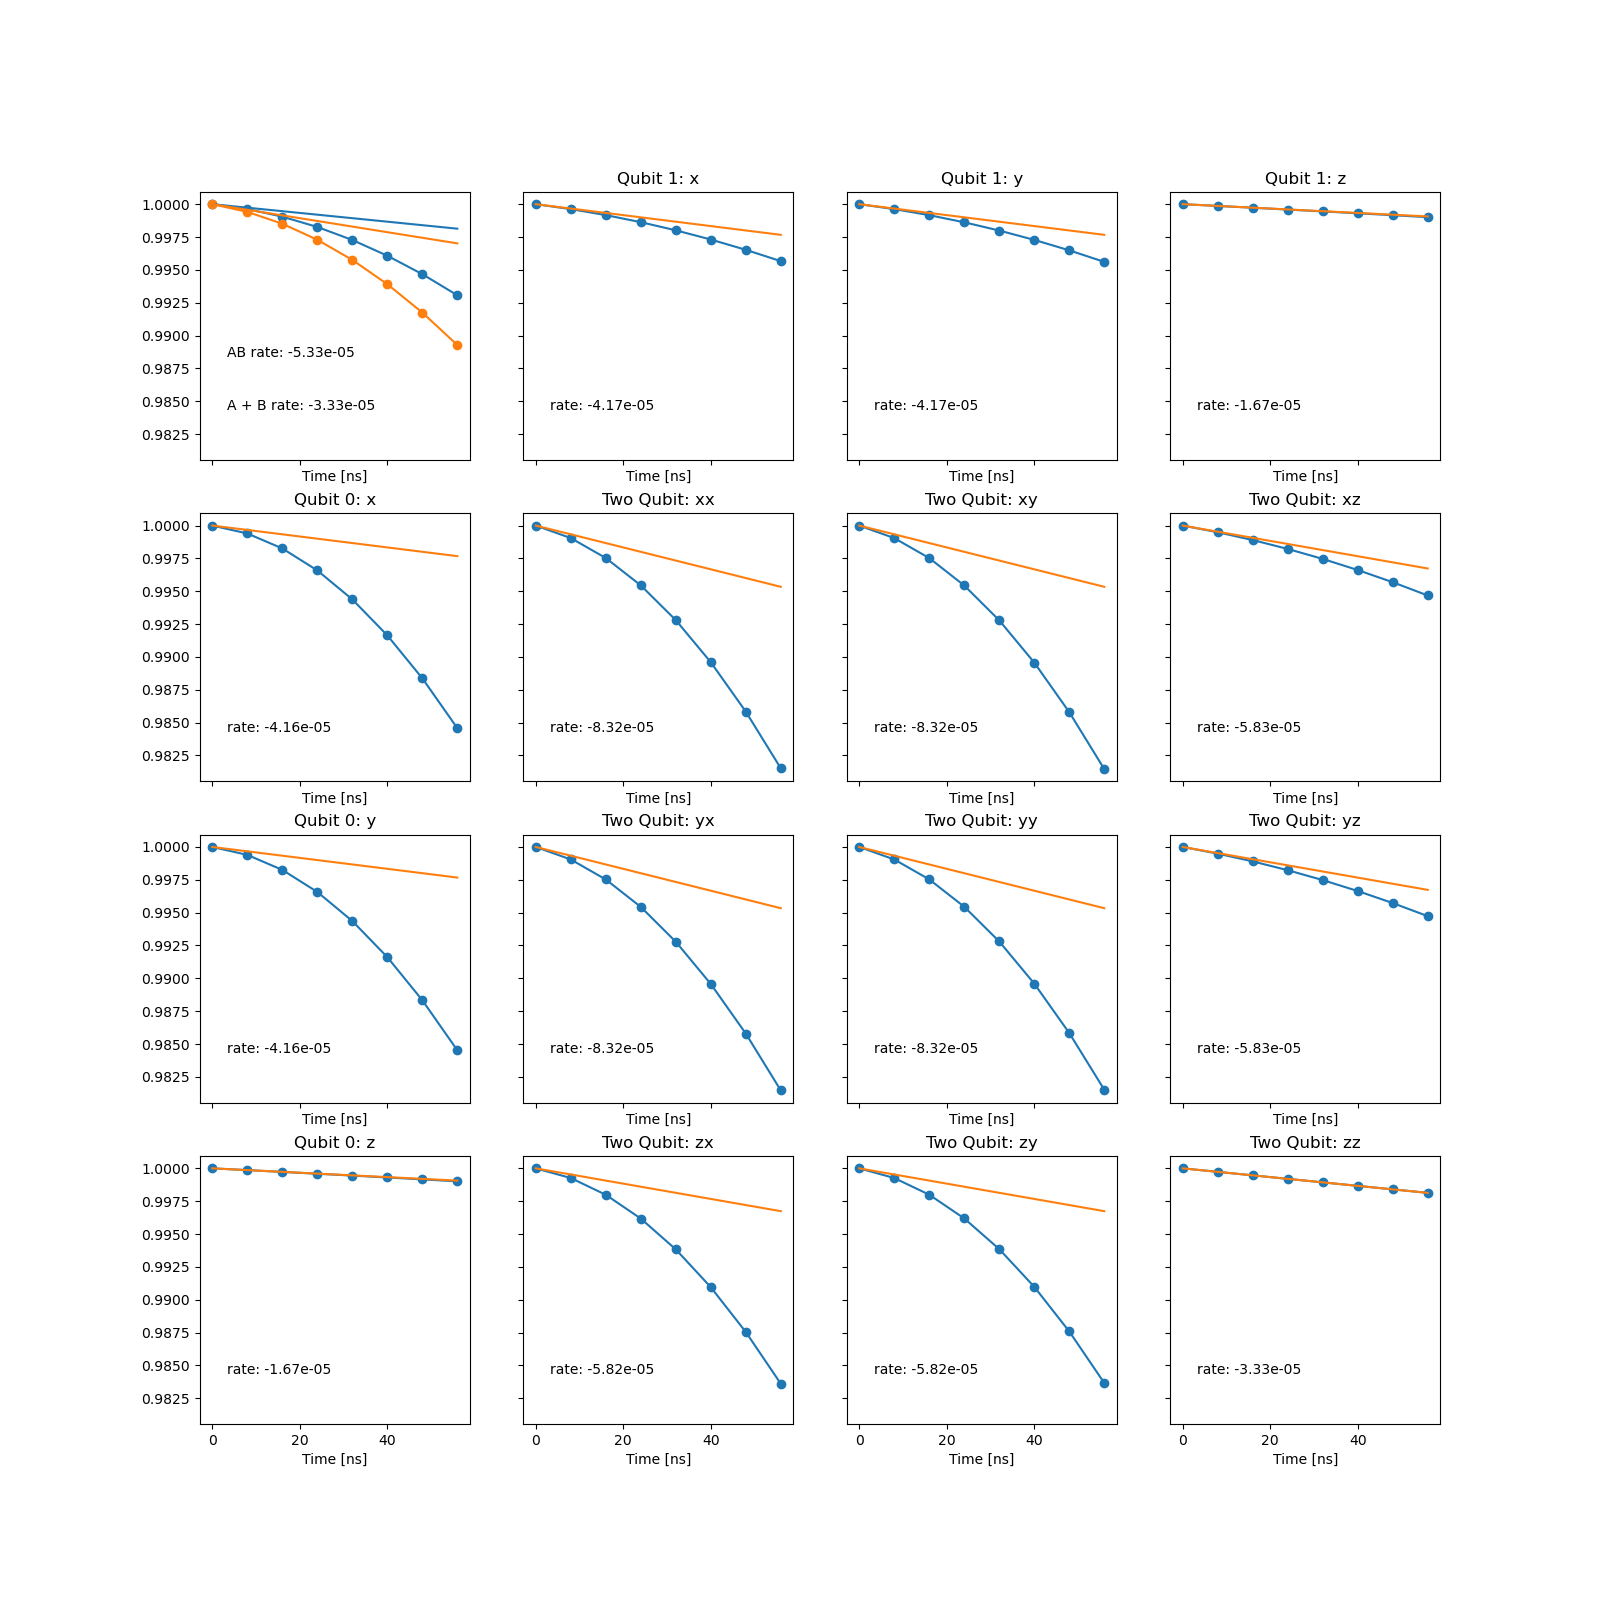 Qubit 1: x
Qubit 1: y
Qubit 1: z
1.0000
0.9975
0.9950
0.9925
0.9900
0.9875
0.9850
0.9825
AB rate: -5.33e-05
A + B rate: -3.33e-05
rate: -4.17e-05
rate: -4.17e-05
rate: -1.67e-05
Time [ns]
Time [ns]
Time [ns]
Time [ns]
Qubit 0: x
Two Qubit: xx
Two Qubit: xy
Two Qubit: xz
1.0000
0.9975
0.9950
0.9925
0.9900
0.9875
0.9850
0.9825
rate: -4.16e-05
rate: -8.32e-05
rate: -8.32e-05
rate: -5.83e-05
Time [ns]
Time [ns]
Time [ns]
Time [ns]
Qubit 0: y
Two Qubit: yx
Two Qubit: yy
Two Qubit: yz
1.0000
0.9975
0.9950
0.9925
0.9900
0.9875
0.9850
0.9825
rate: -4.16e-05
rate: -8.32e-05
rate: -8.32e-05
rate: -5.83e-05
Time [ns]
Time [ns]
Time [ns]
Time [ns]
Qubit 0: z
Two Qubit: zx
Two Qubit: zy
Two Qubit: zz
1.0000
0.9975
0.9950
0.9925
0.9900
0.9875
0.9850
0.9825
rate: -1.67e-05
rate: -5.82e-05
rate: -5.82e-05
rate: -3.33e-05
0 20 40
0 20 40
0 20 40
0 20 40
Time [ns]
Time [ns]
Time [ns]
Time [ns]